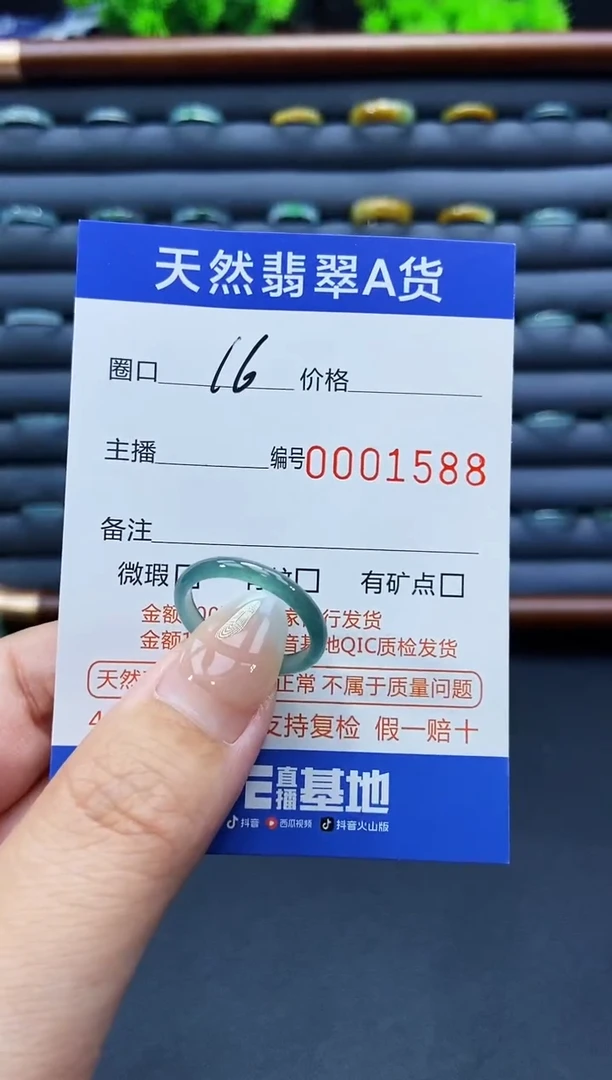 天然翡翠A货
圈口 16 价格
主播 编号0001588
备注
微瑕 有矿点
金额 行发货
金额 基地QIC质检发货
天然 正常 不属于质量问题
支持复检 假一赔十
直播基地
抖音 西瓜视频 抖音火山版